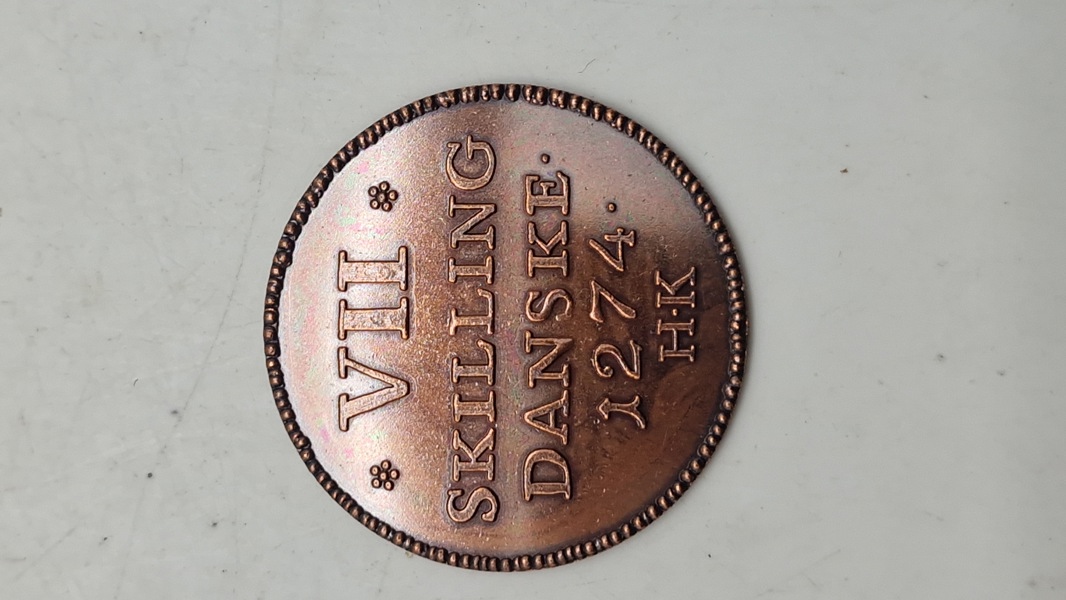 VII
SKILLING
DANSKE.
1274.
H·K